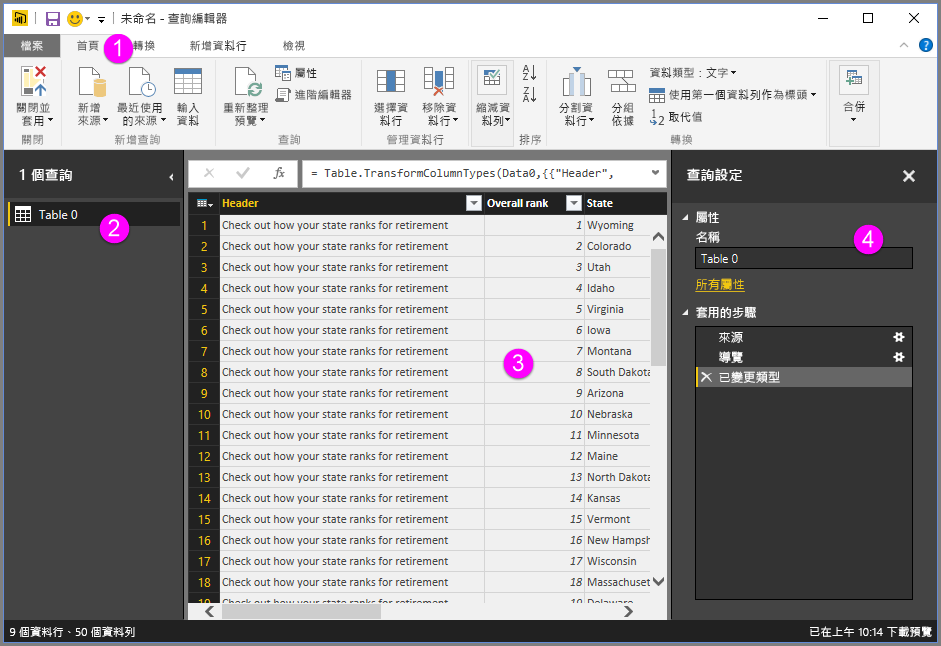 未命名 - 查詢編輯器
檔案 首頁 轉換 新增資料行 檢視
1
關閉並
套用
新增
來源
最近使用
的來源
輸入
資料
重新整理
預覽
屬性
進階編輯器
選擇資
料行
移除資
料行
縮減資
料列
分割資
料行
分組
依據
資料類型：文字
使用第一個資料列作為標頭
取代值
合併
關閉 新增查詢 查詢 管理資料行 排序 轉換
1 個查詢
Table 0
2
fx = Table.TransformColumnTypes(Data0,{{"Header",
Header Overall rank State
1 Check out how your state ranks for retirement 1 Wyoming
2 Check out how your state ranks for retirement 2 Colorado
3 Check out how your state ranks for retirement 3 Utah
4 Check out how your state ranks for retirement 4 Idaho
5 Check out how your state ranks for retirement 5 Virginia
6 Check out how your state ranks for retirement 6 Iowa
7 Check out how your state ranks for retirement 7 Montana
8 Check out how your state ranks for retirement 8 South Dakota
9 Check out how your state ranks for retirement 9 Arizona
10 Check out how your state ranks for retirement 10 Nebraska
11 Check out how your state ranks for retirement 11 Minnesota
12 Check out how your state ranks for retirement 12 Maine
13 Check out how your state ranks for retirement 13 North Dakota
14 Check out how your state ranks for retirement 14 Kansas
15 Check out how your state ranks for retirement 15 Vermont
16 Check out how your state ranks for retirement 16 New Hampsh
17 Check out how your state ranks for retirement 17 Wisconsin
18 Check out how your state ranks for retirement 18 Massachuset
19 Check out how your state ranks for retirement 19 Delaware
3
查詢設定
屬性
名稱
4
Table 0
所有屬性
套用的步驟
來源
導覽
已變更類型
9 個資料行、50 個資料列
已在上午 10:14 下載預覽